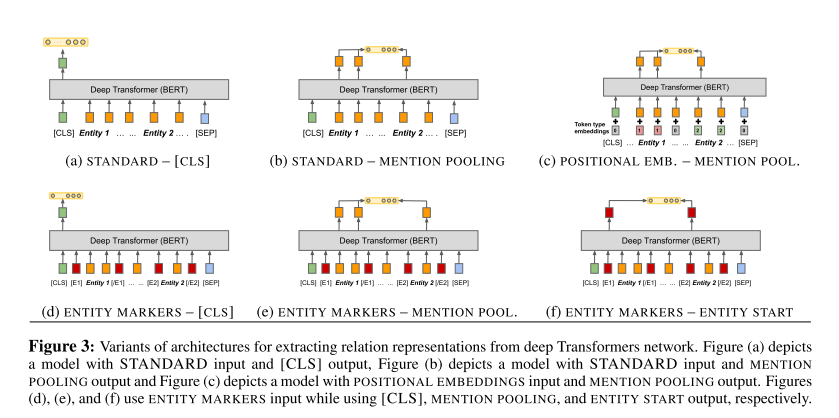 Deep Transformer (BERT)
[CLS] Entity 1 ... ... Entity 2 ... . [SEP]
(a) STANDARD – [CLS]
Deep Transformer (BERT)
[CLS] Entity 1 ... ... Entity 2 ... . [SEP]
(b) STANDARD – MENTION POOLING
Deep Transformer (BERT)
Token type
embeddings
0 1 1 0 2 2 0
[CLS] ... Entity 1 ... ... Entity 2 ... [SEP]
(c) POSITIONAL EMB. – MENTION POOL.
Deep Transformer (BERT)
[CLS] [E1] Entity 1 [/E1] ... ... [E2] Entity 2 [/E2] [SEP]
(d) ENTITY MARKERS – [CLS]
Deep Transformer (BERT)
[CLS] [E1] Entity 1 [/E1] ... ... [E2] Entity 2 [/E2] [SEP]
(e) ENTITY MARKERS – MENTION POOL.
Deep Transformer (BERT)
[CLS] [E1] Entity 1 [/E1] ... ... [E2] Entity 2 [/E2] [SEP]
(f) ENTITY MARKERS – ENTITY START
Figure 3: Variants of architectures for extracting relation representations from deep Transformers network. Figure (a) depicts
a model with STANDARD input and [CLS] output, Figure (b) depicts a model with STANDARD input and MENTION
POOLING output and Figure (c) depicts a model with POSITIONAL EMBEDDINGS input and MENTION POOLING output. Figures
(d), (e), and (f) use ENTITY MARKERS input while using [CLS], MENTION POOLING, and ENTITY START output, respectively.